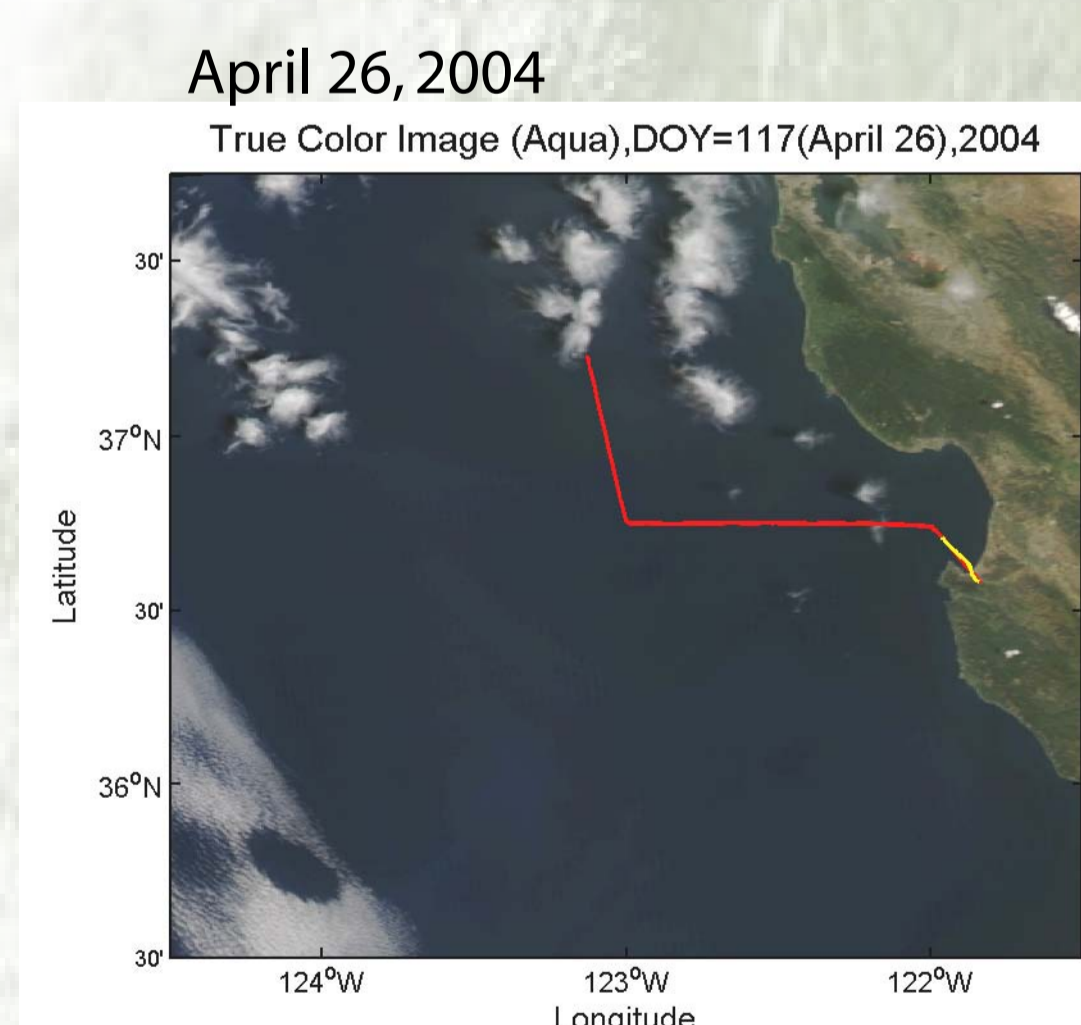 April 26, 2004
True Color Image (Aqua),DOY=117(April 26),2004
30'
37°N
30'
36°N
30'
Latitude
124°W 123°W 122°W
Longitude